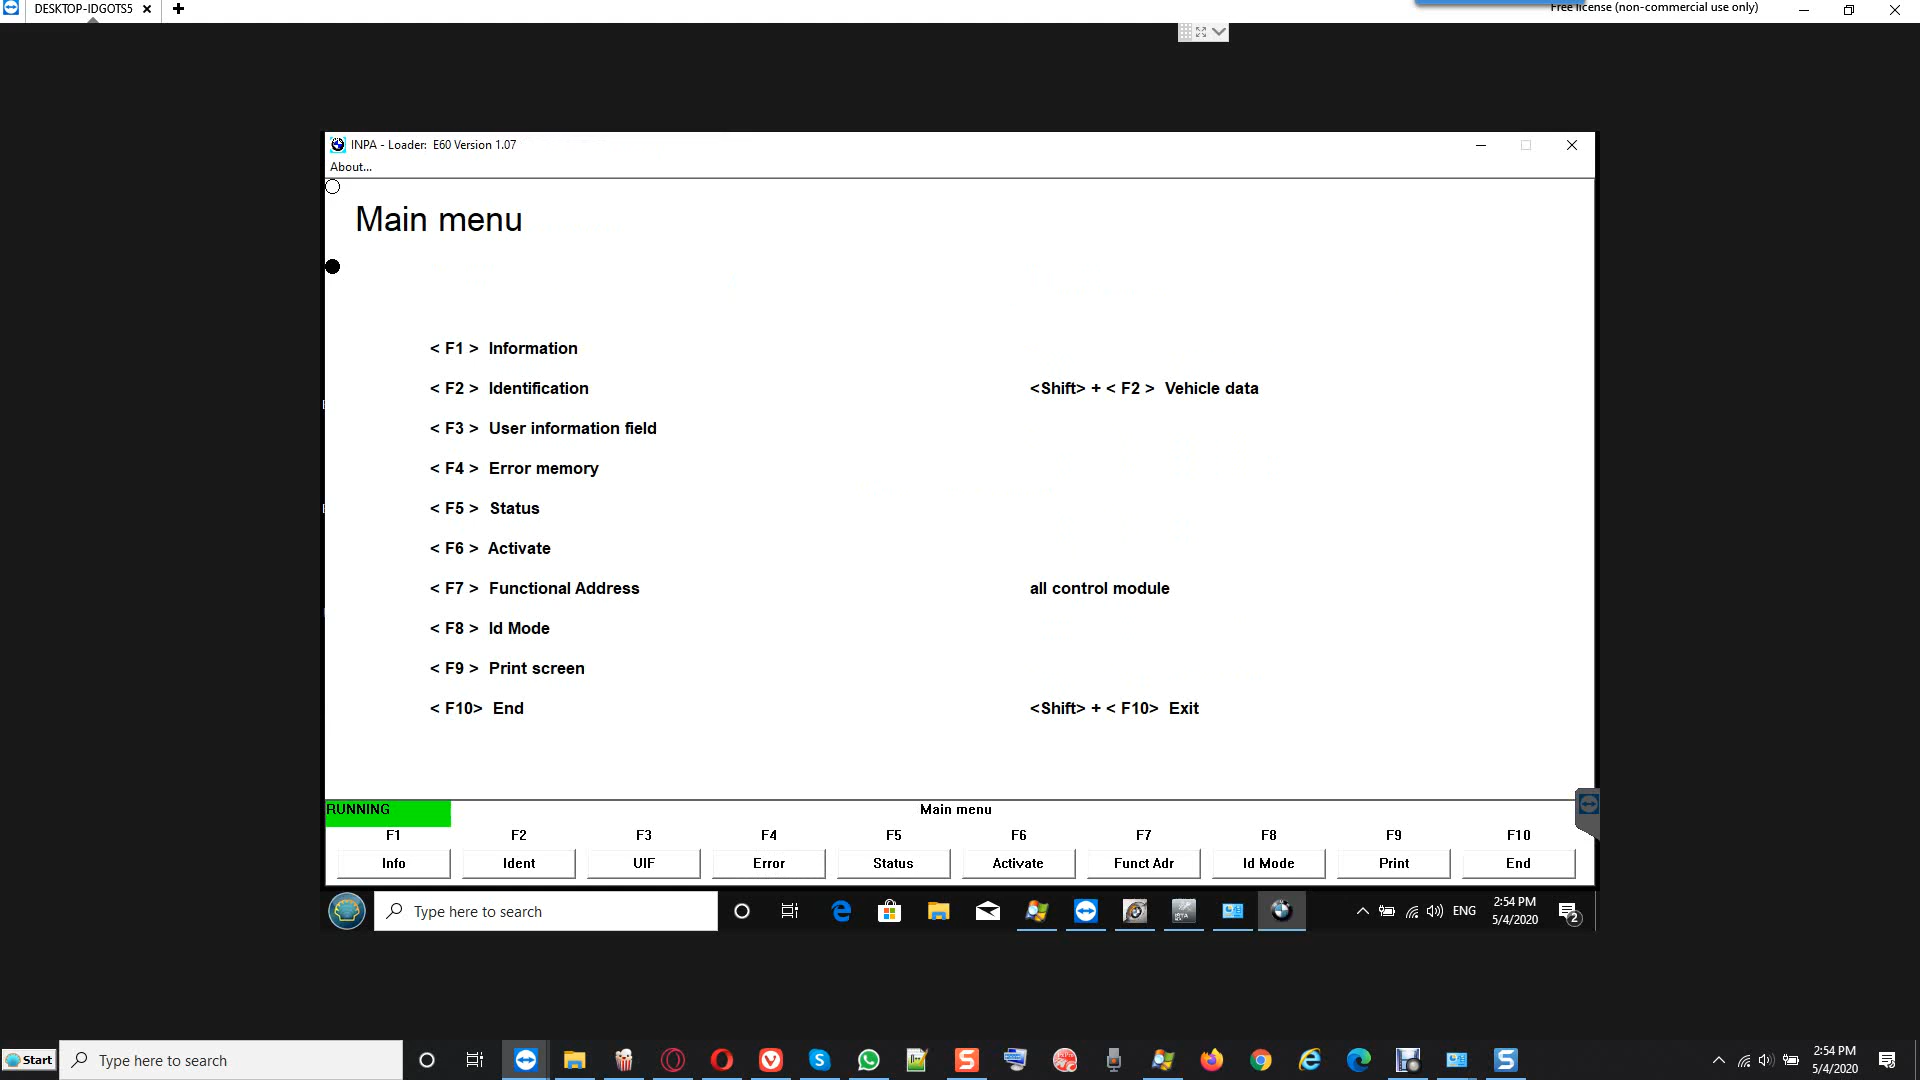 DESKTOP-IDGOTS5
Free license (non-commercial use only)
INPA - Loader: E60 Version 1.07
About...
Main menu
< F1 > Information
< F2 > Identification <Shift> + < F2 > Vehicle data
< F3 > User information field
< F4 > Error memory
< F5 > Status
< F6 > Activate
< F7 > Functional Address all control module
< F8 > Id Mode
< F9 > Print screen
< F10> End <Shift> + < F10> Exit
RUNNING Main menu
F1 F2 F3 F4 F5 F6 F7 F8 F9 F10
Info Ident UIF Error Status Activate Funct Adr Id Mode Print End
Type here to search
ENG
2:54 PM
5/4/2020
2
Start
Type here to search
2:54 PM
5/4/2020